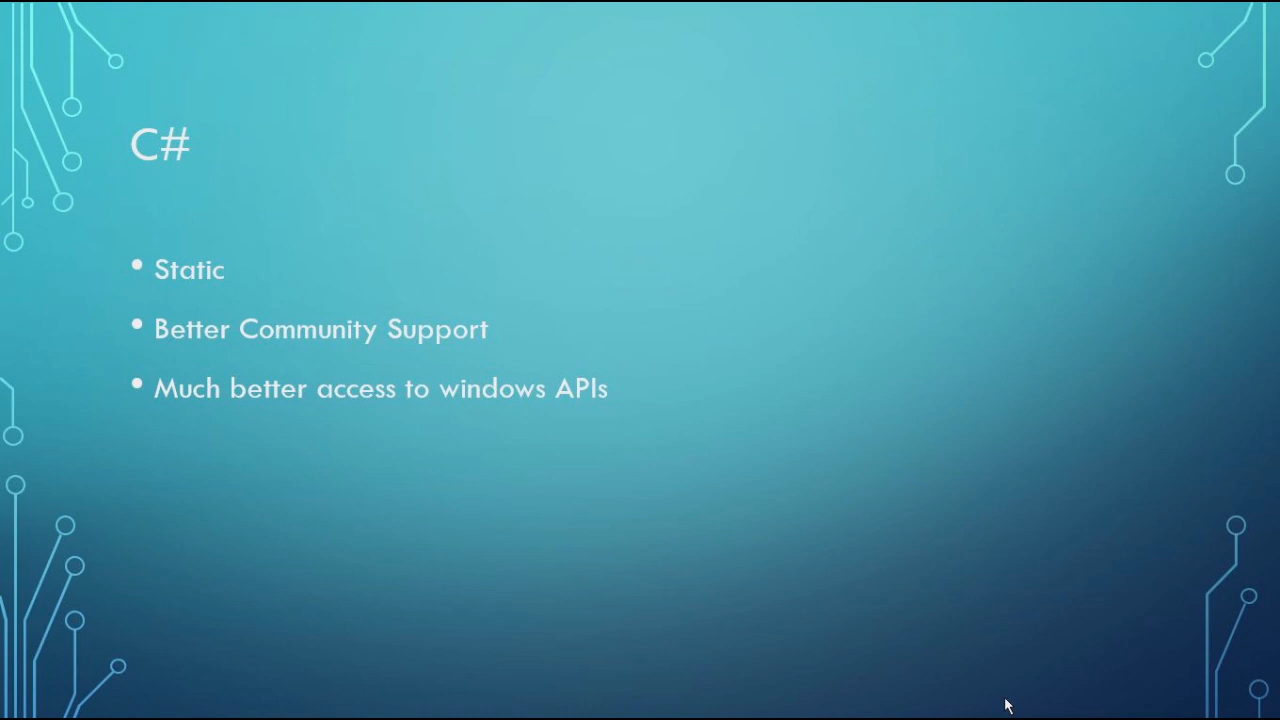 C#
• Static
• Better Community Support
• Much better access to windows APIs